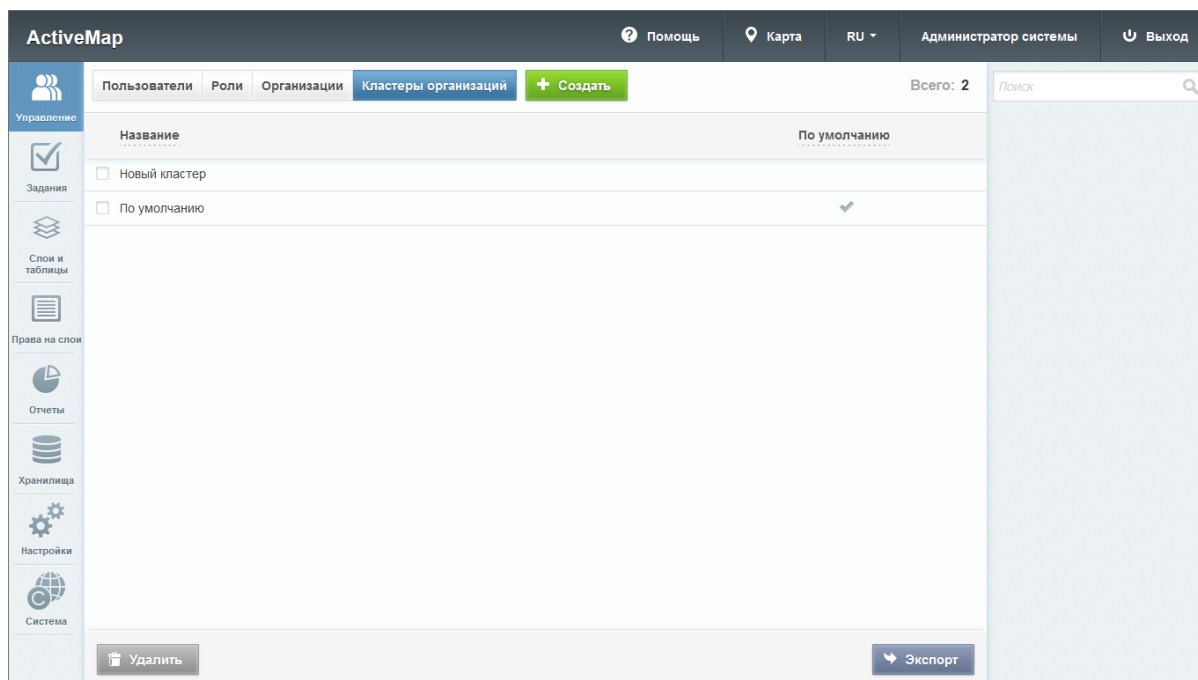 ActiveMap
Помощь
Карта
RU
Администратор системы
Выход
Управление
Задания
Слои и
таблицы
Права на слои
Отчеты
Хранилища
Настройки
Система
Пользователи Роли Организации Кластеры организаций Создать Всего: 2
Название По умолчанию
Новый кластер
По умолчанию
Удалить Экспорт
Поиск